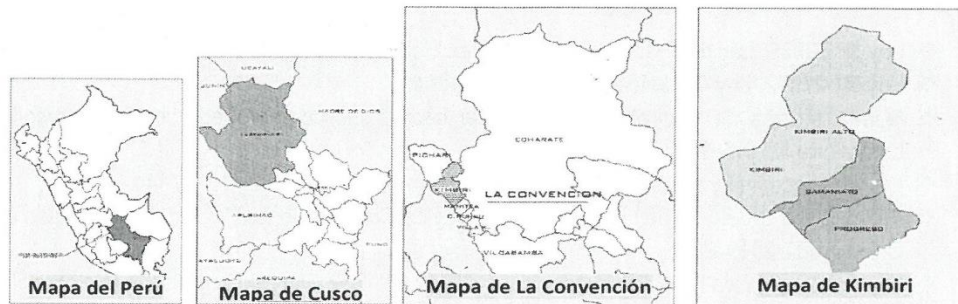 UCAYALI
JUNIN
MADRE DE DIOS
APURIMAC
PUNO
AREQUIPA
PICHARI
KIMBIRI
ECHARATE
LA CONVENCION
VILCABAMBA
KIMBIRI ALTO
KIMBIRI
SAMANIATO
PROGRESO
Mapa del Perú
Mapa de Cusco
Mapa de La Convención
Mapa de Kimbiri